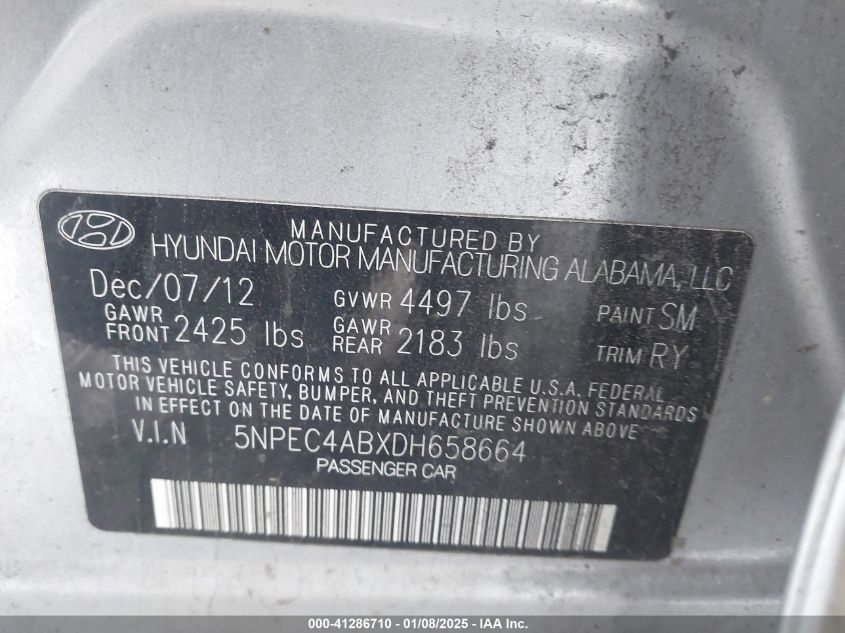 MANUFACTURED BY
HYUNDAI MOTOR MANUFACTURING ALABAMA, LLC
Dec/07/12 GVWR 4497 lbs PAINT SM
GAWR FRONT 2425 lbs GAWR REAR 2183 lbs TRIM RY
THIS VEHICLE CONFORMS TO ALL APPLICABLE U.S.A. FEDERAL
MOTOR VEHICLE SAFETY, BUMPER, AND THEFT PREVENTION STANDARDS
IN EFFECT ON THE DATE OF MANUFACTURE SHOWN ABOVE
V.I.N 5NPEC4ABXDH658664
PASSENGER CAR
000-41286710 - 01/08/2025 - IAA Inc.